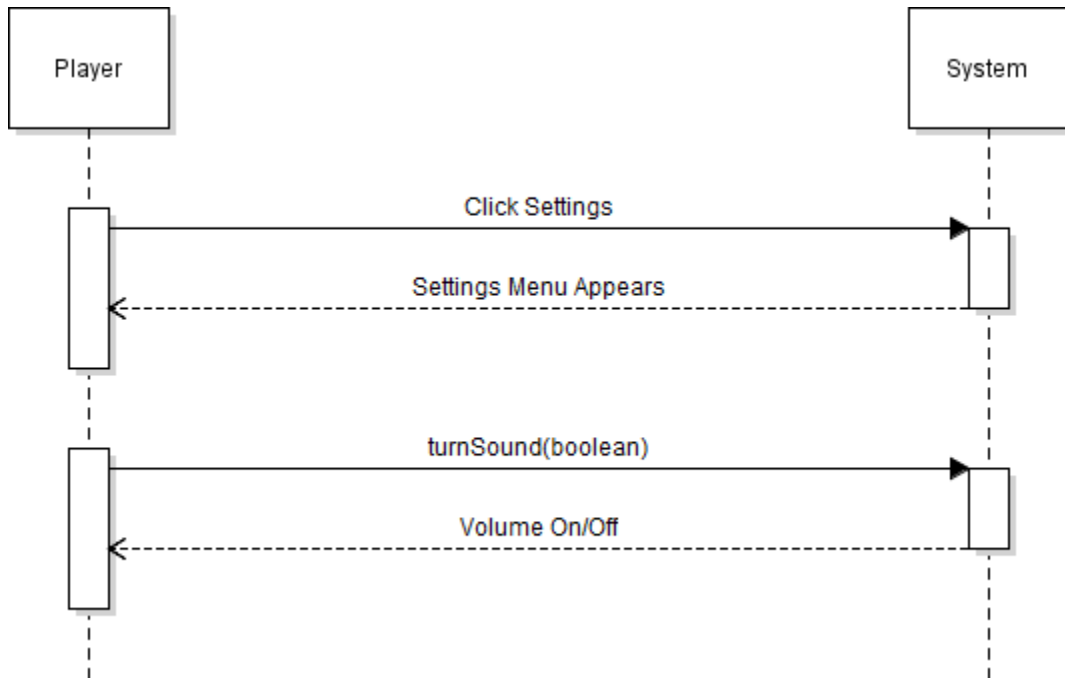 Player
System
Click Settings
Settings Menu Appears
turnSound(boolean)
Volume On/Off